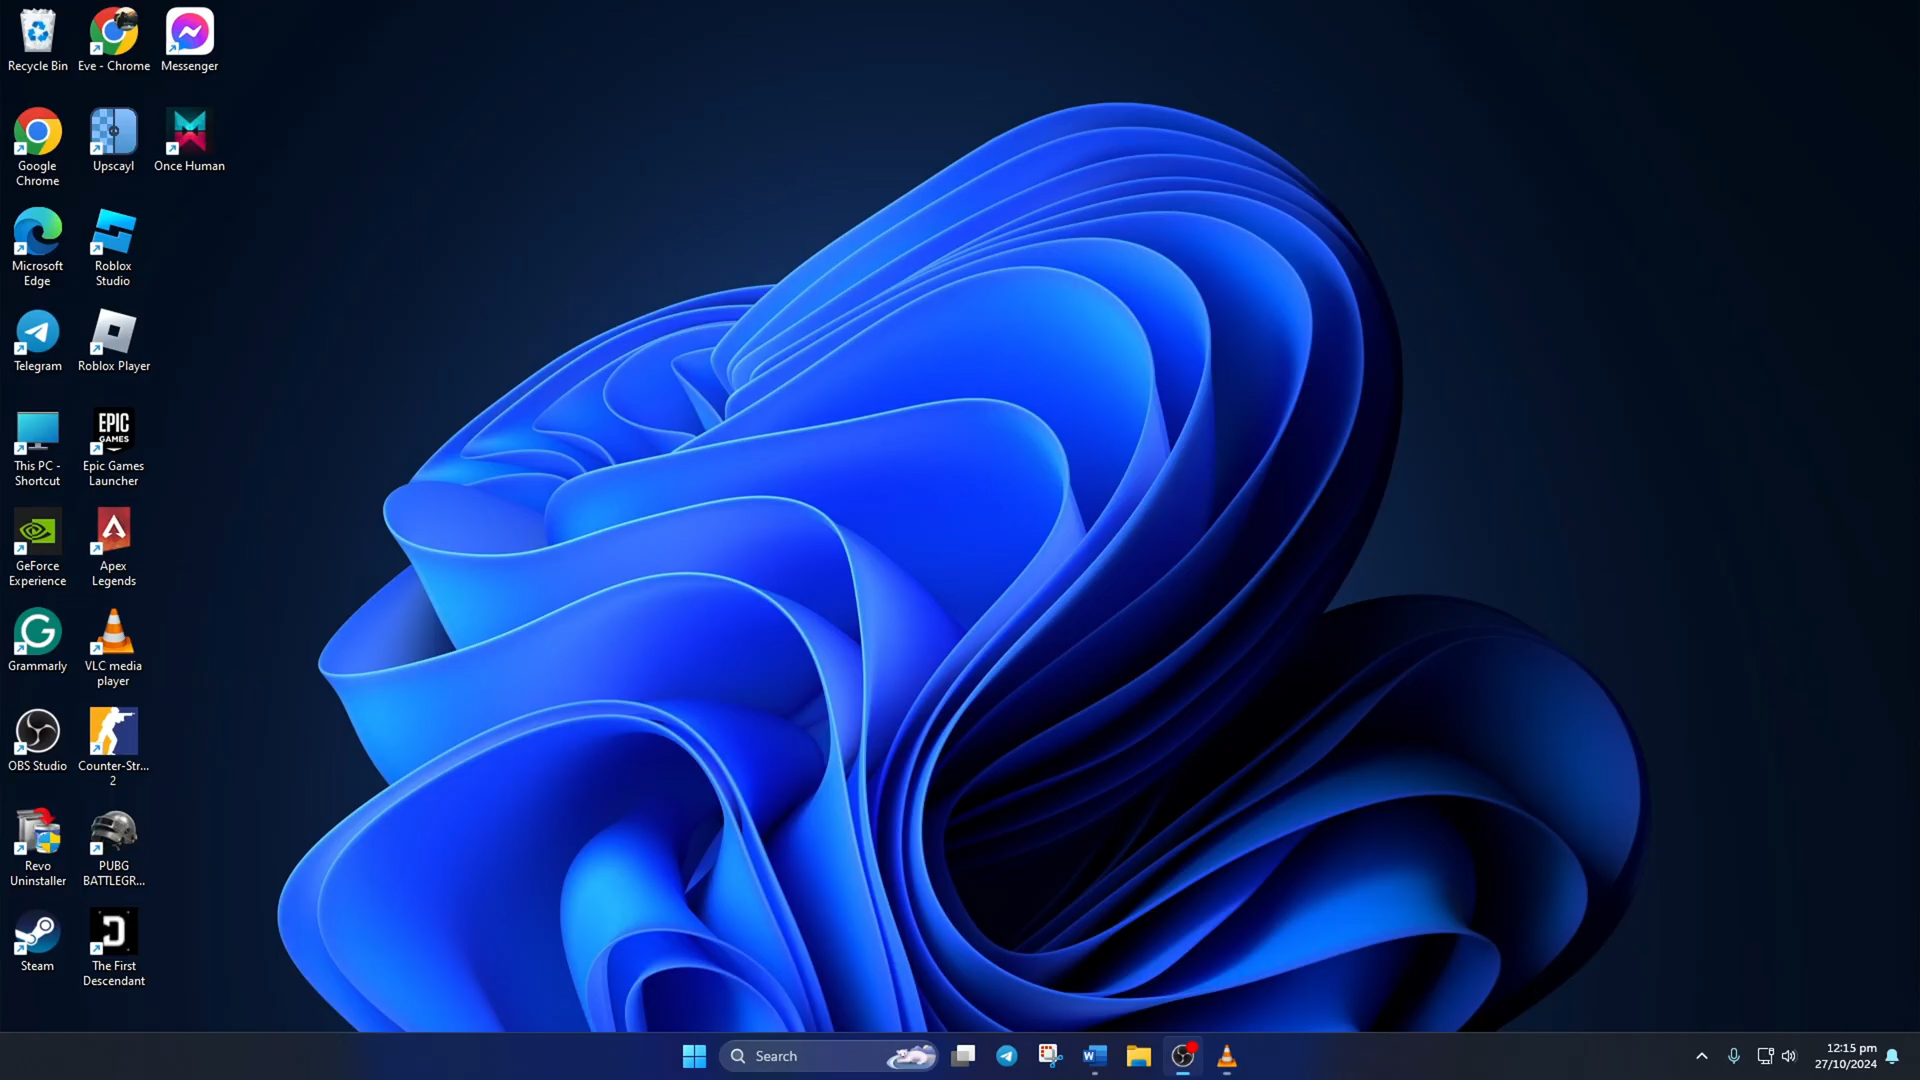 Recycle Bin
Eve - Chrome
Messenger
Google
Chrome
Upscayl
Once Human
Microsoft
Edge
Roblox
Studio
Telegram
Roblox Player
This PC -
Shortcut
EPIC
GAMES
Epic Games
Launcher
GeForce
Experience
Apex
Legends
Grammarly
VLC media
player
OBS Studio
Counter-Str...
2
Revo
Uninstaller
PUBG
BATTLEGR...
Steam
The First
Descendant
Search
12:15 pm
27/10/2024